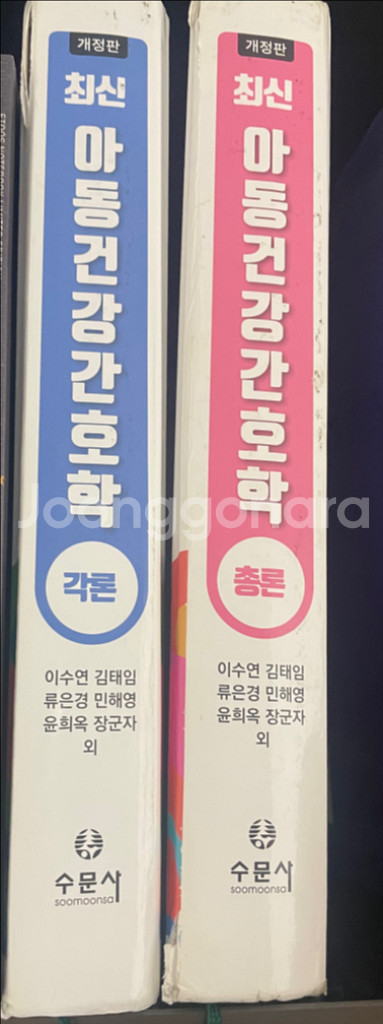 개정판
최신
아동건강간호학
각론
이수연 김태임
류은경 민해영
윤희옥 장군자
외
수문사
soomoonsa
개정판
최신
아동건강간호학
총론
이수연 김태임
류은경 민해영
윤희옥 장군자
외
수문사
soomoonsa
Joonggonara